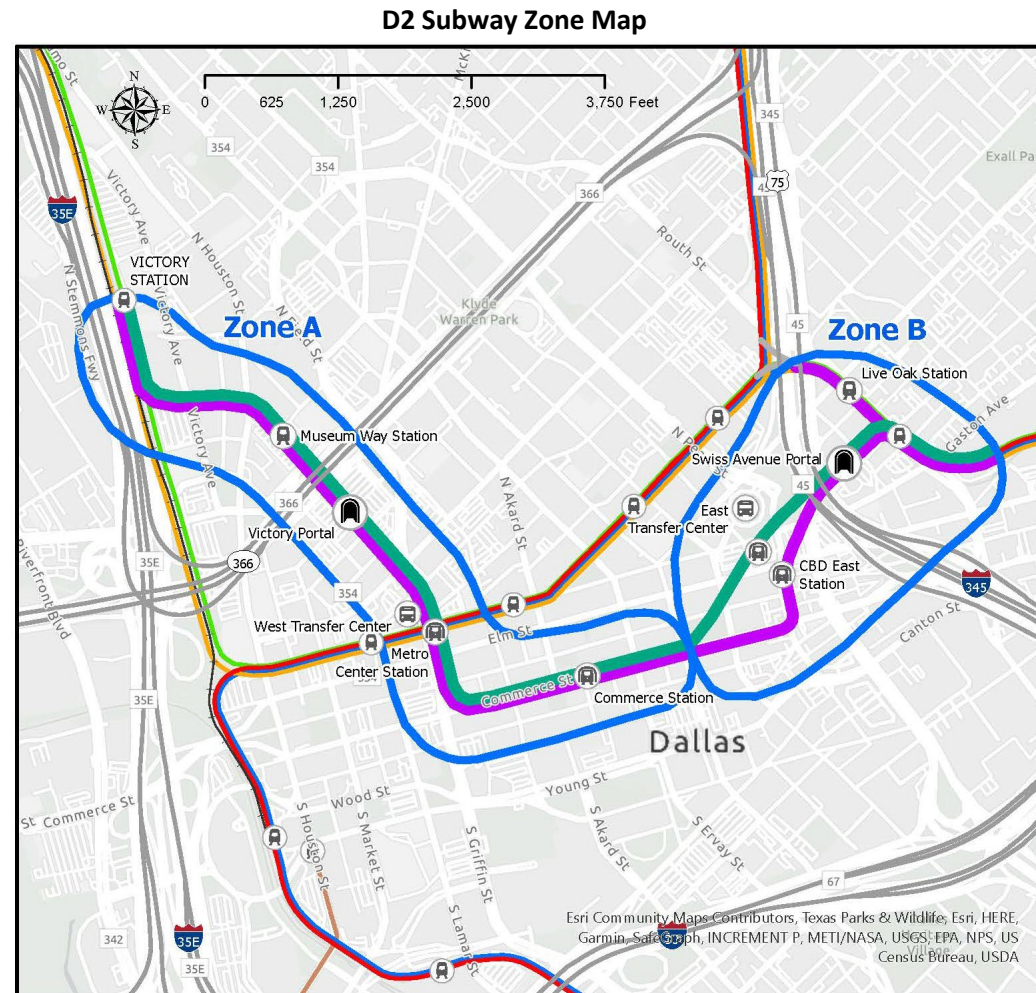 D2 Subway Zone Map
N
W E
S
0 625 1,250 2,500 3,750 Feet
354
354
366
345
75
45
Exall Pa
35E
Victory Ave
N Houston St
N Field St
Routh St
VICTORY
STATION
N Stemmons Fwy
Victory Ave
Klyde
Warren Park
Zone A
45
Zone B
Live Oak Station
Gaston Ave
Victory Ave
Museum Way Station
Swiss Avenue Portal
45
366
Victory Portal
N Akard St
East
Transfer Center
Riverfront Blvd
35E
366
354
CBD East
Station
345
Canton St
West Transfer Center
Elm St
Metro
Center Station
Commerce St
Commerce Station
35E
Dallas
Young St
Wood St
St Commerce St
S Houston St
S Market St
S Griffin St
S Akard St
S Ervay St
67
S Lamar St
342
35E
35E
Esri Community Maps Contributors, Texas Parks & Wildlife, Esri, HERE,
Garmin, SafeGraph, INCREMENT P, METI/NASA, USGS, EPA, NPS, US
Census Bureau, USDA